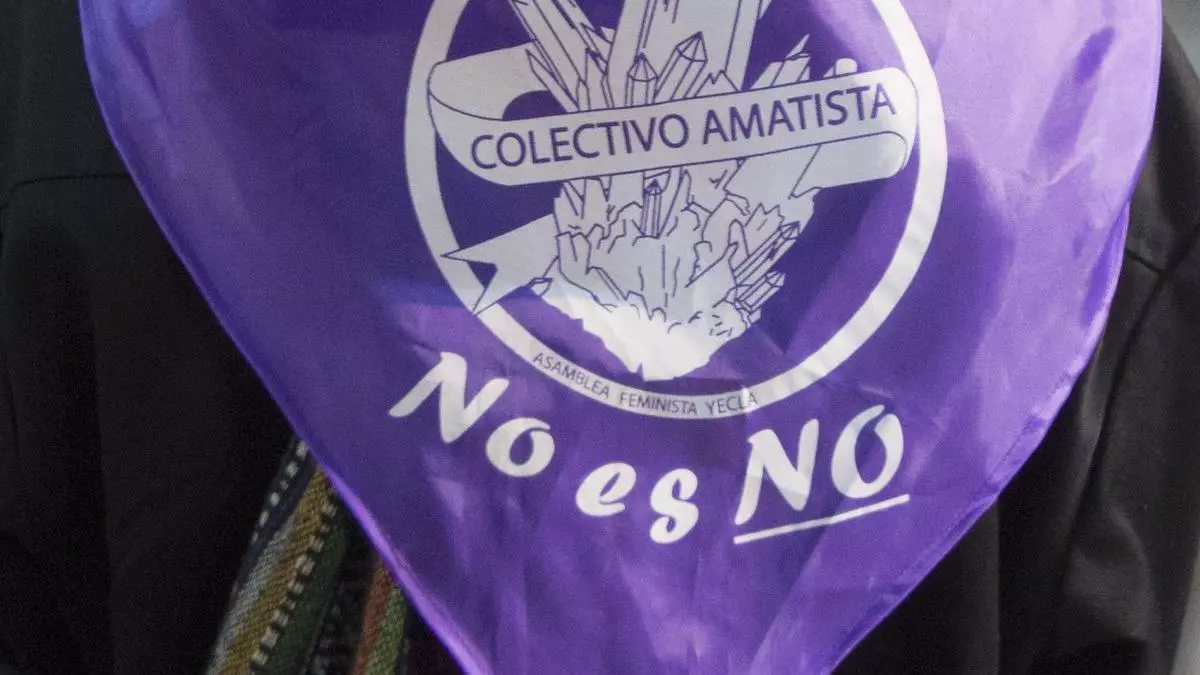 COLECTIVO AMATISTA
ASAMBLEA FEMINISTA YECLA
No es NO